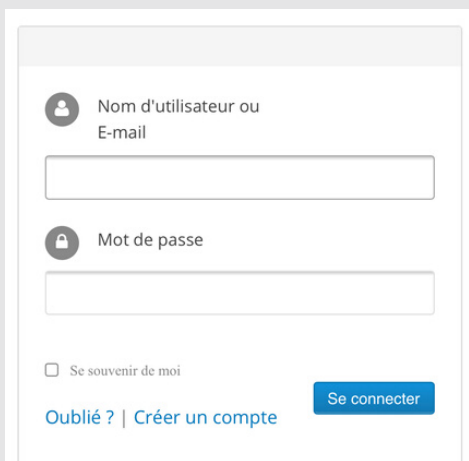 Nom d'utilisateur ou
E-mail
Mot de passe
Se souvenir de moi
Se connecter
Oublié ? | Créer un compte